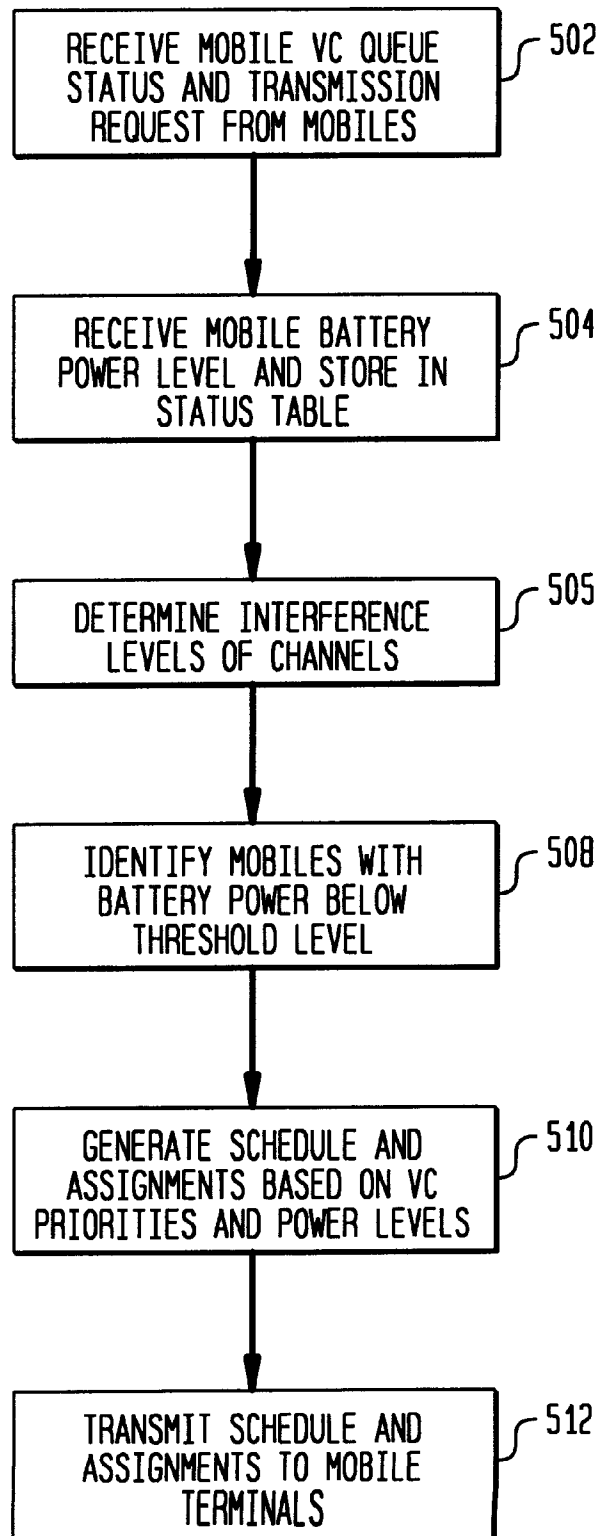 RECEIVE MOBILE VC QUEUE
STATUS AND TRANSMISSION
REQUEST FROM MOBILES
502
RECEIVE MOBILE BATTERY
POWER LEVEL AND STORE IN
STATUS TABLE
504
DETERMINE INTERFERENCE
LEVELS OF CHANNELS
505
IDENTIFY MOBILES WITH
BATTERY POWER BELOW
THRESHOLD LEVEL
508
GENERATE SCHEDULE AND
ASSIGNMENTS BASED ON VC
PRIORITIES AND POWER LEVELS
510
TRANSMIT SCHEDULE AND
ASSIGNMENTS TO MOBILE
TERMINALS
512